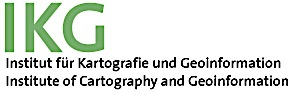 IKG
Institut für Kartografie und Geoinformation
Institute of Cartography and Geoinformation